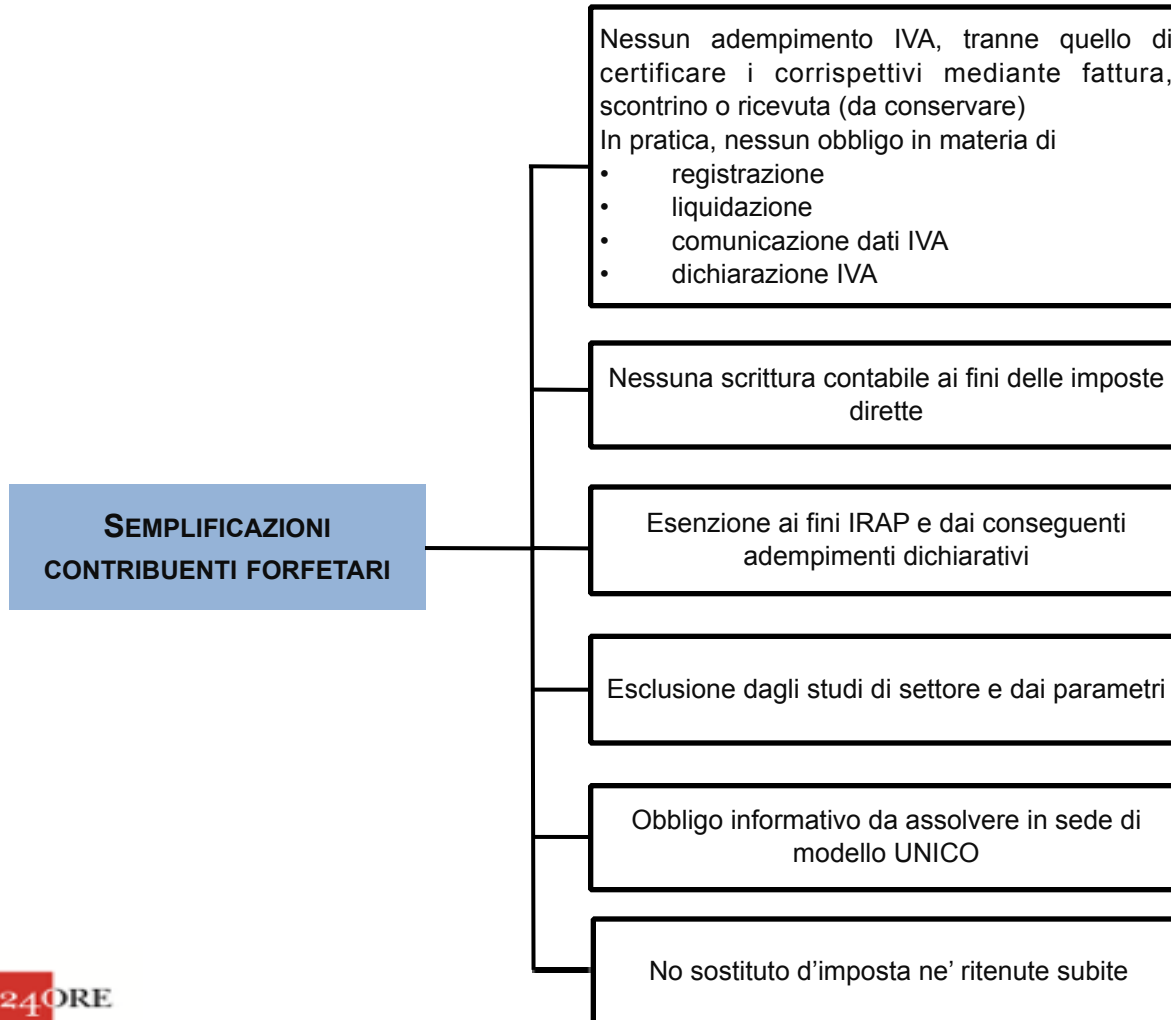 Nessun adempimento IVA, tranne quello di
certificare i corrispettivi mediante fattura,
scontrino o ricevuta (da conservare)
In pratica, nessun obbligo in materia di
• registrazione
• liquidazione
• comunicazione dati IVA
• dichiarazione IVA
Nessuna scrittura contabile ai fini delle imposte
dirette
SEMPLIFICAZIONI
CONTRIBUENTI FORFETARI
Esenzione ai fini IRAP e dai conseguenti
adempimenti dichiarativi
Esclusione dagli studi di settore e dai parametri
Obbligo informativo da assolvere in sede di
modello UNICO
No sostituto d’imposta ne’ ritenute subite
24ORE